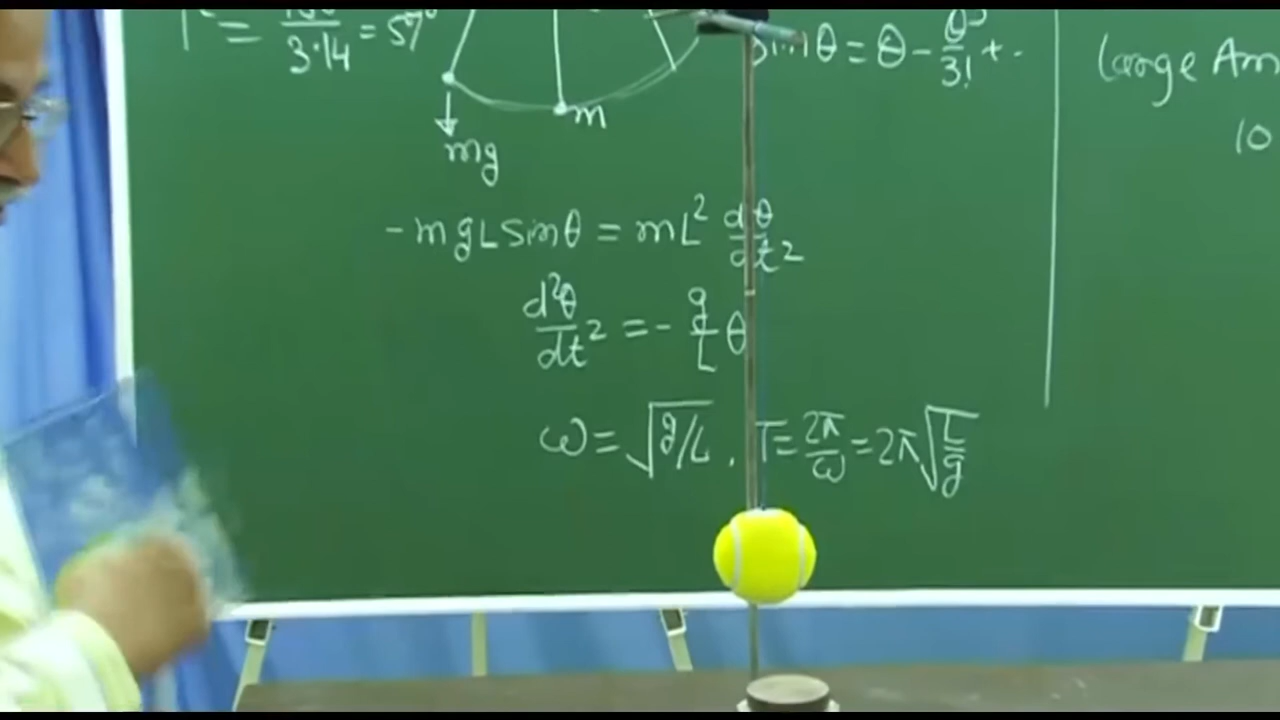 = 180/3·14 = 57°
m
mg
sinθ = θ - θ³/3! + ..
-mgL sinθ = mL² dθ/dt²
d²θ/dt² = - g/L θ
ω = √g/L . T = 2π/ω = 2π√L/g
large Am
10